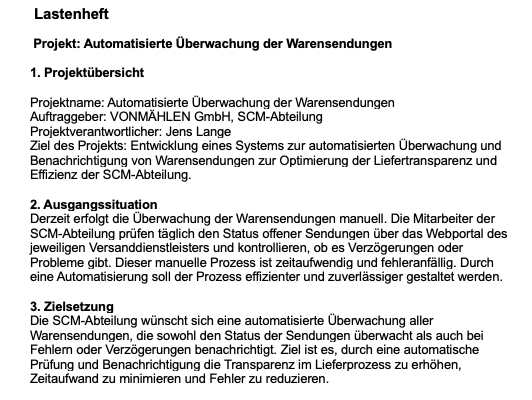 Lastenheft
Projekt: Automatisierte Überwachung der Warensendungen
1. Projektübersicht
Projektname: Automatisierte Überwachung der Warensendungen
Auftraggeber: VONMÄHLEN GmbH, SCM-Abteilung
Projektverantwortlicher: Jens Lange
Ziel des Projekts: Entwicklung eines Systems zur automatisierten Überwachung und
Benachrichtigung von Warensendungen zur Optimierung der Liefertransparenz und
Effizienz der SCM-Abteilung.
2. Ausgangssituation
Derzeit erfolgt die Überwachung der Warensendungen manuell. Die Mitarbeiter der
SCM-Abteilung prüfen täglich den Status offener Sendungen über das Webportal des
jeweiligen Versanddienstleisters und kontrollieren, ob es Verzögerungen oder
Probleme gibt. Dieser manuelle Prozess ist zeitaufwendig und fehleranfällig. Durch
eine Automatisierung soll der Prozess effizienter und zuverlässiger gestaltet werden.
3. Zielsetzung
Die SCM-Abteilung wünscht sich eine automatisierte Überwachung aller
Warensendungen, die sowohl den Status der Sendungen überwacht als auch bei
Fehlern oder Verzögerungen benachrichtigt. Ziel ist es, durch eine automatische
Prüfung und Benachrichtigung die Transparenz im Lieferprozess zu erhöhen,
Zeitaufwand zu minimieren und Fehler zu reduzieren.